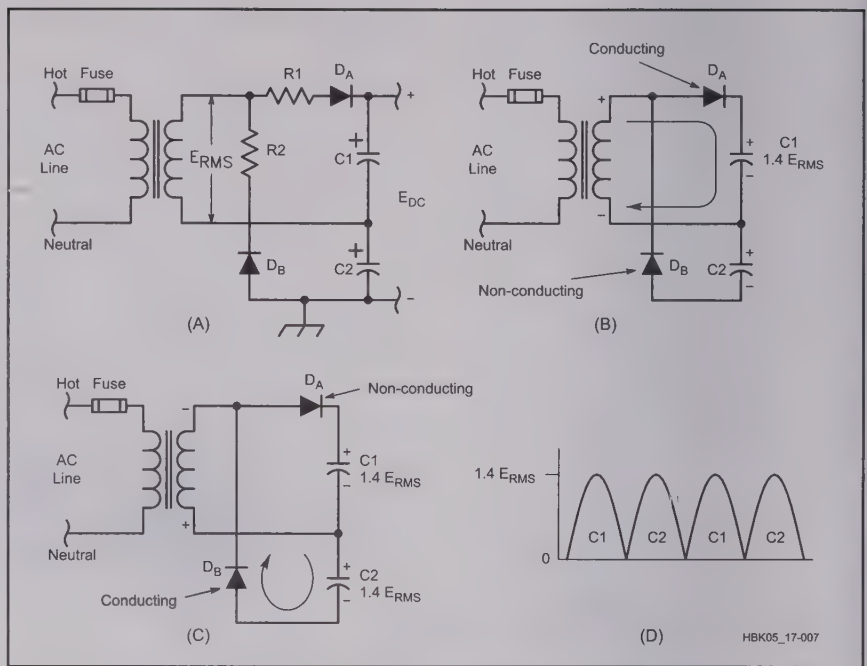 Hot Fuse
AC
Line
Neutral
E_RMS
R1
D_A
R2
D_B
+
+
C1
E_DC
+
C2
-
(A)
Conducting
Hot Fuse
D_A
AC
Line
+
-
+
C1
1.4 E_RMS
-
Neutral
D_B
+
C2
-
Non-conducting
(B)
Hot Fuse
D_A
Non-conducting
AC
Line
-
+
+
C1
1.4 E_RMS
-
Neutral
D_B
+
C2
1.4 E_RMS
-
Conducting
(C)
1.4 E_RMS
C1 C2 C1 C2
0
(D)
HBK05_17-007